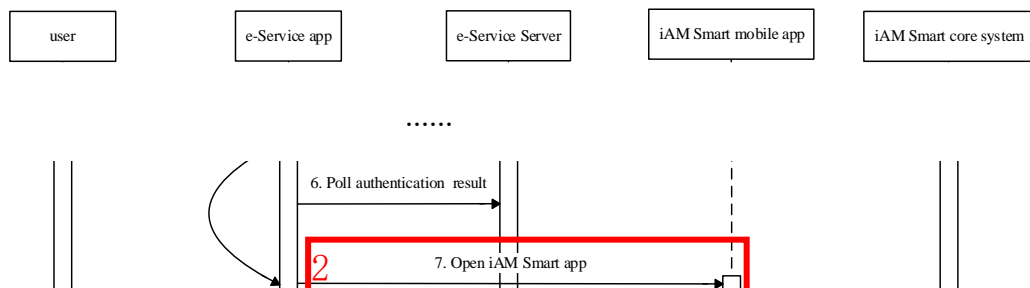 user
e-Service app
e-Service Server
iAM Smart mobile app
iAM Smart core system
......
6. Poll authentication result
2
7. Open iAM Smart app